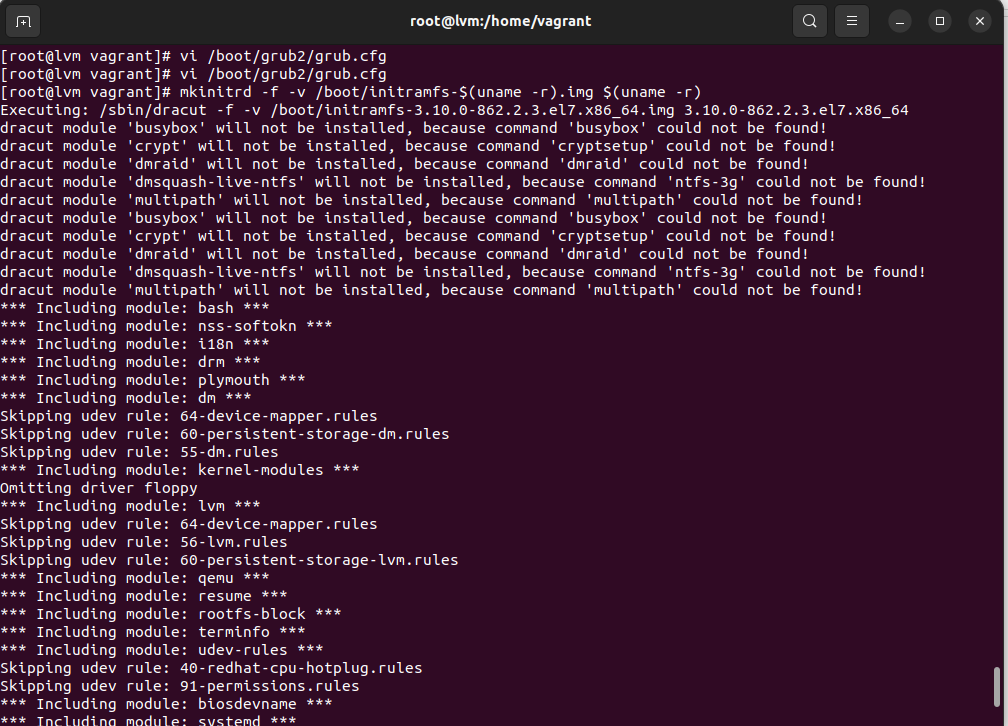 root@lvm:/home/vagrant
[root@lvm vagrant]# vi /boot/grub2/grub.cfg
[root@lvm vagrant]# vi /boot/grub2/grub.cfg
[root@lvm vagrant]# mkinitrd -f -v /boot/initramfs-$(uname -r).img $(uname -r)
Executing: /sbin/dracut -f -v /boot/initramfs-3.10.0-862.2.3.el7.x86_64.img 3.10.0-862.2.3.el7.x86_64
dracut module 'busybox' will not be installed, because command 'busybox' could not be found!
dracut module 'crypt' will not be installed, because command 'cryptsetup' could not be found!
dracut module 'dmraid' will not be installed, because command 'dmraid' could not be found!
dracut module 'dmsquash-live-ntfs' will not be installed, because command 'ntfs-3g' could not be found!
dracut module 'multipath' will not be installed, because command 'multipath' could not be found!
dracut module 'busybox' will not be installed, because command 'busybox' could not be found!
dracut module 'crypt' will not be installed, because command 'cryptsetup' could not be found!
dracut module 'dmraid' will not be installed, because command 'dmraid' could not be found!
dracut module 'dmsquash-live-ntfs' will not be installed, because command 'ntfs-3g' could not be found!
dracut module 'multipath' will not be installed, because command 'multipath' could not be found!
*** Including module: bash ***
*** Including module: nss-softokn ***
*** Including module: i18n ***
*** Including module: drm ***
*** Including module: plymouth ***
*** Including module: dm ***
Skipping udev rule: 64-device-mapper.rules
Skipping udev rule: 60-persistent-storage-dm.rules
Skipping udev rule: 55-dm.rules
*** Including module: kernel-modules ***
Omitting driver floppy
*** Including module: lvm ***
Skipping udev rule: 64-device-mapper.rules
Skipping udev rule: 56-lvm.rules
Skipping udev rule: 60-persistent-storage-lvm.rules
*** Including module: qemu ***
*** Including module: resume ***
*** Including module: rootfs-block ***
*** Including module: terminfo ***
*** Including module: udev-rules ***
Skipping udev rule: 40-redhat-cpu-hotplug.rules
Skipping udev rule: 91-permissions.rules
*** Including module: biosdevname ***
*** Including module: systemd ***